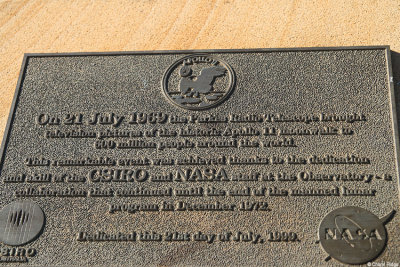 On 21 July 1969 the Parkes Radio Telescope brought
television pictures of the historic Apollo 11 moonwalk to
600 million people around the world.
This remarkable event was achieved thanks to the dedication
and skill of the CSIRO and NASA staff at the Observatory - a
collaboration that continued until the end of the manned lunar
program in December 1972.
CSIRO
NASA
Dedicated this 21st day of July, 1999.